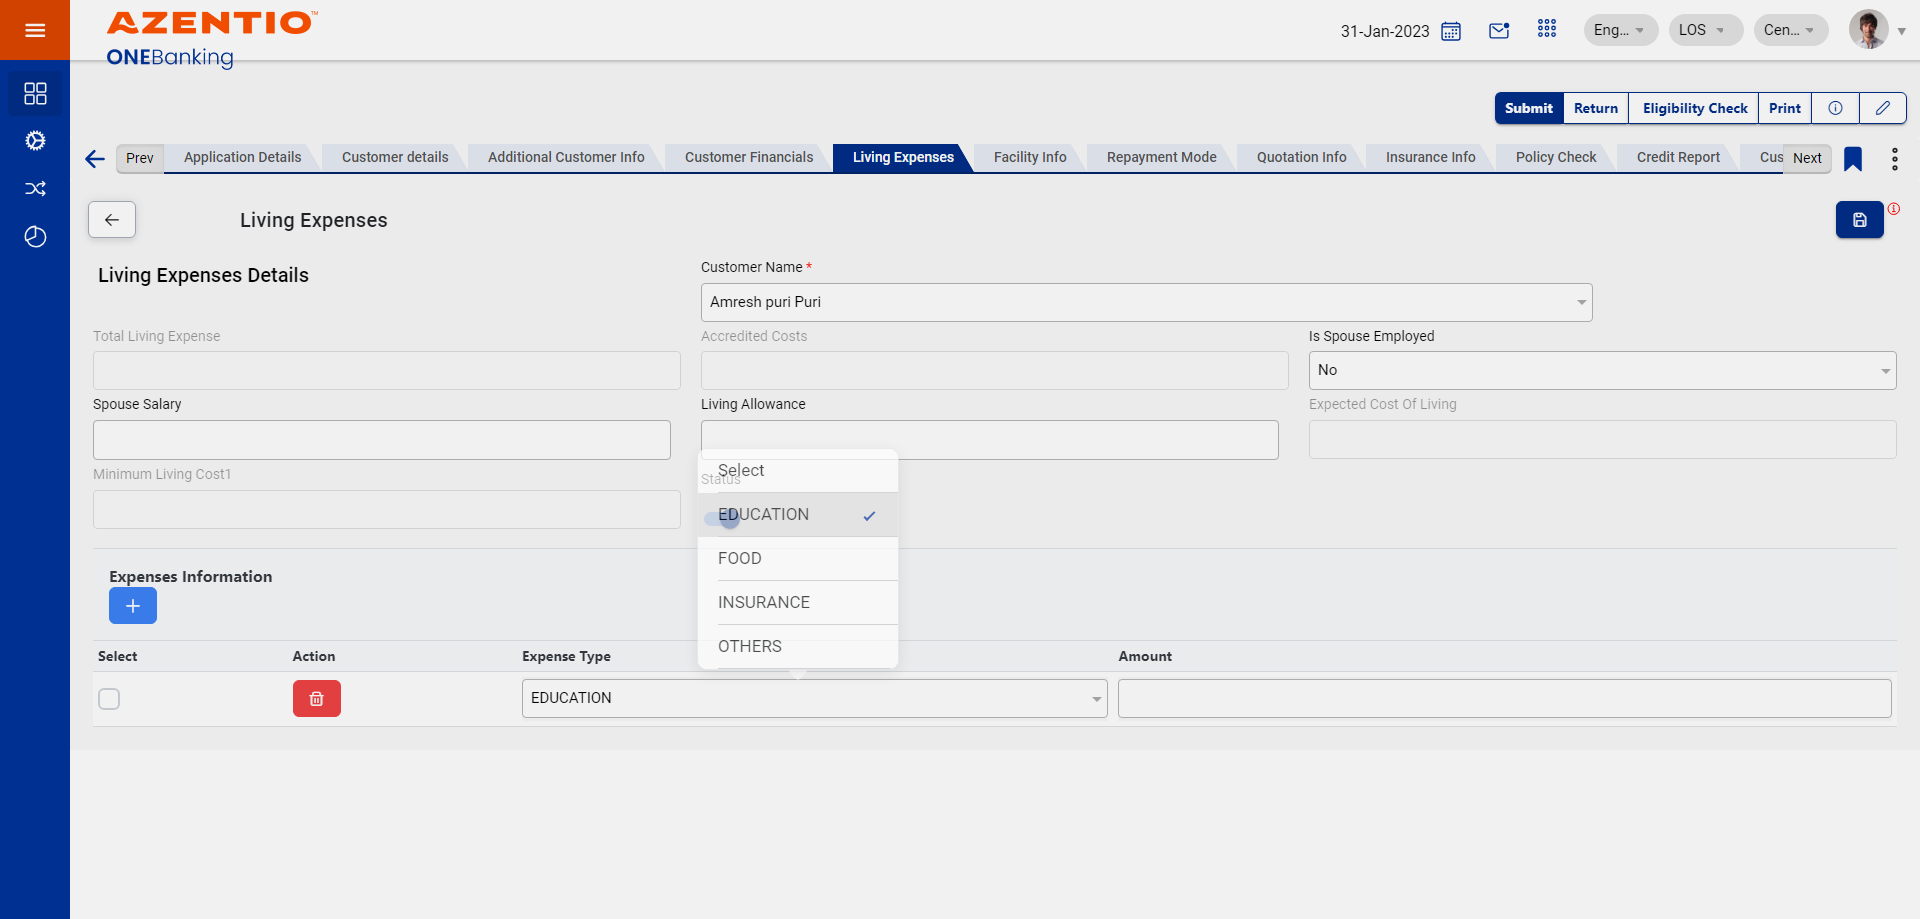 AZENTIO™
ONEBanking
31-Jan-2023
Eng...
LOS
Cen...
Submit
Return
Eligibility Check
Print
Prev
Application Details
Customer details
Additional Customer Info
Customer Financials
Living Expenses
Facility Info
Repayment Mode
Quotation Info
Insurance Info
Policy Check
Credit Report
Cus
Next
Living Expenses
Living Expenses Details
Customer Name *
Amresh puri Puri
Total Living Expense
Accredited Costs
Is Spouse Employed
No
Spouse Salary
Living Allowance
Expected Cost Of Living
Minimum Living Cost1
Status
Select
EDUCATION
FOOD
INSURANCE
OTHERS
Expenses Information
Select
Action
Expense Type
Amount
EDUCATION